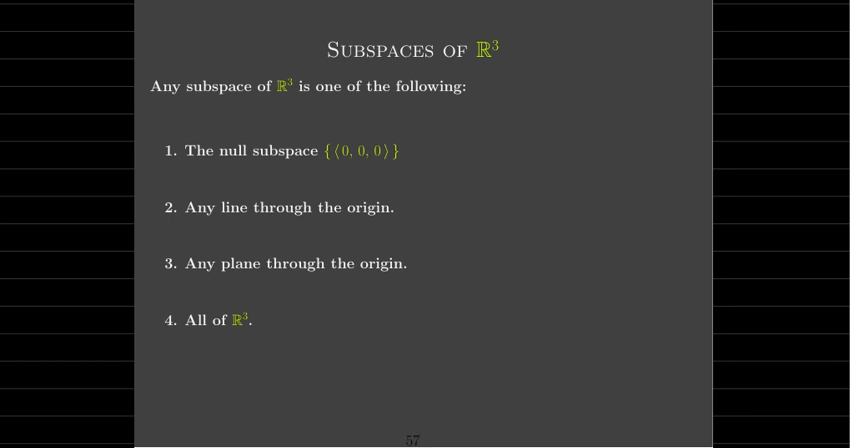 SUBSPACES OF ℝ³
Any subspace of ℝ³ is one of the following:
1. The null subspace {⟨0, 0, 0⟩}
2. Any line through the origin.
3. Any plane through the origin.
4. All of ℝ³.
57